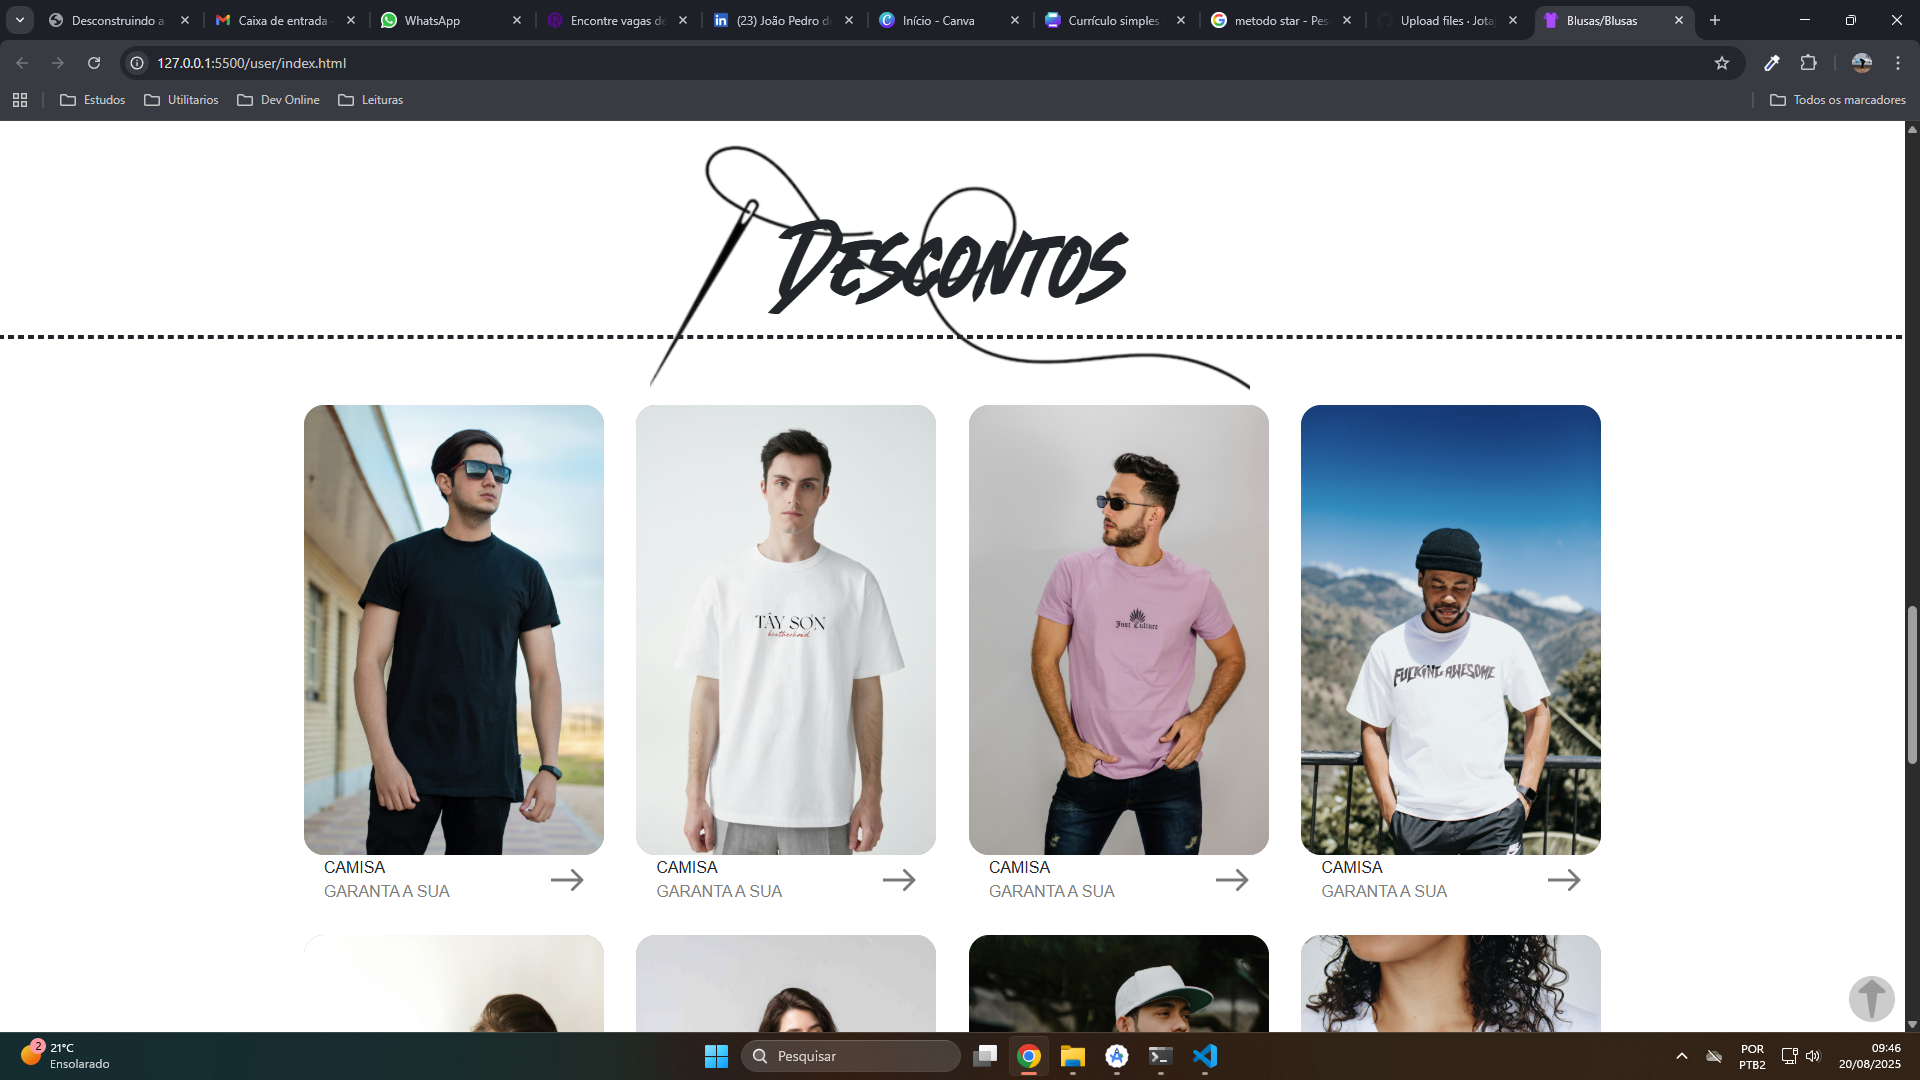 Desconstruindo a
Caixa de entrada
WhatsApp
Encontre vagas de
(23) João Pedro d
Início - Canva
Currículo simples
metodo star - Pes
Upload files · Jota
Blusas/Blusas
127.0.0.1:5500/user/index.html
Estudos
Utilitarios
Dev Online
Leituras
Todos os marcadores
DESCONTOS
TÂY SƠN
brotherhood
Just Culture
FUCKING AWESOME
CAMISA
GARANTA A SUA
CAMISA
GARANTA A SUA
CAMISA
GARANTA A SUA
CAMISA
GARANTA A SUA
2
21°C
Ensolarado
Pesquisar
POR
PTB2
09:46
20/08/2025